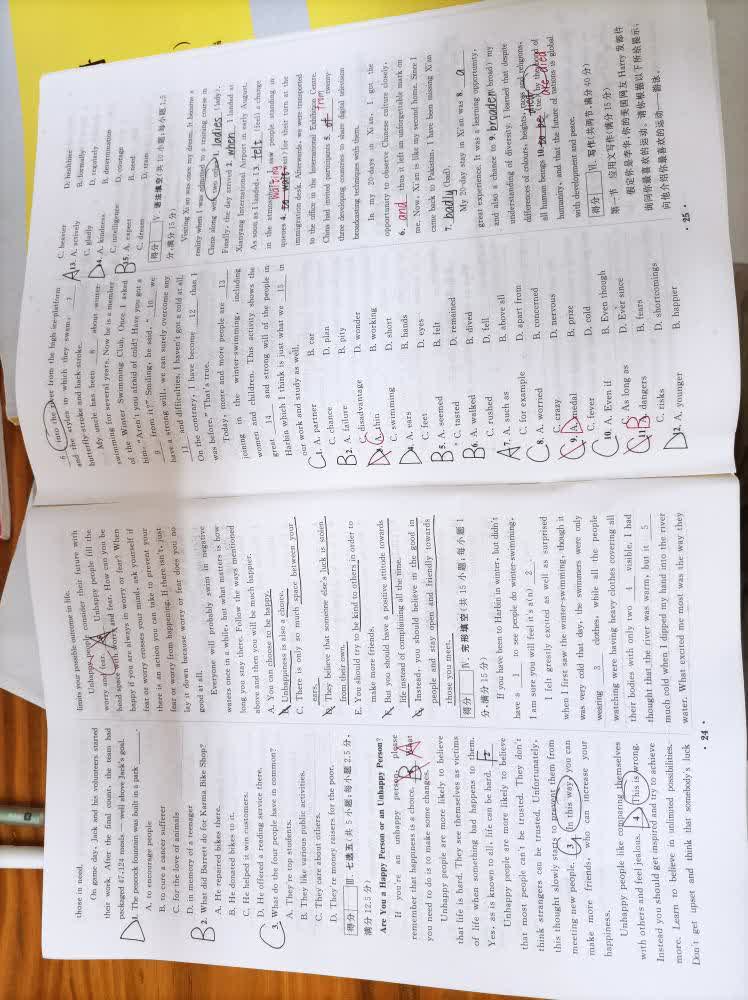 those in need.
On game day, Jack and his volunteers started
their work. After the final count, the team had
packaged 47,124 meals—well above Jack's goal.
D 1. The peacock fountain was built in a park ____.
A. to encourage people
B. to cure a cancer sufferer
C. for the love of animals
D. in memory of a teenager
B 2. What did Barrett do for Karma Bike Shop?
A. He repaired bikes there.
B. He donated bikes to it.
C. He helped it win customers.
D. He offered a reading service there.
C 3. What do the four people have in common?
A. They're top students.
B. They like various public activities.
C. They care about others.
D. They're money raisers for the poor.
得分 Ⅲ. 七选五(共 5 小题;每小题 2.5 分,
满分 12.5 分)
Are You a Happy Person or an Unhappy Person?
If you're an unhappy person, please
remember that happiness is a choice. What
you need to do is to make some changes.
Unhappy people are more likely to believe
that life is hard. They see themselves as victims
of life when something bad happens to them.
Yes, as is known to all, life can be hard.
Unhappy people are more likely to believe
that most people can't be trusted. They don't
think strangers can be trusted. Unfortunately,
this thought slowly starts to prevent them from
meeting new people. 3 In this way, you can
make more friends, who can increase your
happiness.
Unhappy people like comparing themselves
with others and feel jealous. 4 This is wrong.
Instead you should get inspired and try to achieve
more. Learn to believe in unlimited possibilities.
Don't get upset and think that somebody's luck
· 24 ·
limits your possible outcome in life.
Unhappy people consider their future with
worry and fear. Unhappy people fill the
head space with worry and fear. How can you be
happy if you are always in worry or fear? When
fear or worry crosses your mind, ask yourself if
there is an action you can take to prevent your
fear or worry from happening. If there isn't, just
lay it down because worry or fear does you no
good at all.
Everyone will probably swim in negative
waters once in a while, but what matters is how
long you stay there. Follow the ways mentioned
above and then you will be much happier.
A. You can choose to be happy.
B. Unhappiness is also a choice.
C. There is only so much space between your
ears.
D. They believe that someone else's luck is stolen
from their own.
E. You should try to be kind to others in order to
make more friends.
F. But you should have a positive attitude towards
life instead of complaining all the time.
G. Instead, you should believe in the good in
people and stay open and friendly towards
those you meet.
得分 Ⅳ. 完形填空(共 15 小题;每小题 1
分,满分 15 分)
If you have been to Harbin in winter, but didn't
have a 1 to see people do winter-swimming,
I am sure you will feel it's a(n) 2 .
I felt greatly excited as well as surprised
when I first saw the winter-swimming, though it
was very cold that day, the swimmers were only
wearing 3 clothes, while all the people
watching were having heavy clothes covering all
their bodies with only two 4 visible. I had
thought that the river was warm, but it 5
much cold when I dipped my hand into the river
water. What excited me most was the way they
6 into the river from the high ice-platform
and the styles in which they swam, 7
butterfly stroke and back-stroke.
My uncle has been 8 about winter-
swimming for several years. Now he is a member
of the Winter Swimming Club. Once I asked
him, "Aren't you afraid of cold? Have you got a
9 from it?" Smiling, he said, " 10 we
have a strong will, we can surely overcome any
11 and difficulties. I haven't got a cold at all.
On the contrary, I have become 12 than I
was before." That's true.
Today, more and more people are 13
joining in the winter-swimming, including
women and children. This activity shows the
great 14 and strong will of the people in
Harbin which I think is just what we 15 in
our work and study as well.
C 1. A. partner B. car
C. chance D. plan
B 2. A. failure B. pity
C. disadvantage D. wonder
3. A. thin B. working
C. swimming D. short
4. A. ears B. hands
C. feet D. eyes
B 5. A. seemed B. felt
C. tasted D. remained
B 6. A. walked B. dived
C. rushed D. fell
A 7. A. such as B. above all
C. for example D. apart from
C 8. A. worried B. concerned
C. crazy D. nervous
9. A. medal B. prize
C. fever D. cold
C 10. A. Even if B. Even though
C. As long as D. Ever since
11. A. dangers B. fears
C. risks D. shortcomings
D 12. A. younger B. happier
C. heavier D. healthier
A 13. A. actively B. formally
C. gladly D. regularly
14. A. kindness B. determination
C. intelligence D. courage
B 15. A. expect B. need
C. dream D. train
得分 Ⅴ. 语法填空(共 10 小题;每小题 1.5
分,满分 15 分)
Visiting Xi'an was once my dream. It became a
reality when I was admitted to a training course in
China along with two other 1. ladies (lady).
Finally, the day arrived 2. when I landed at
Xianyang International Airport in early August.
As soon as I landed, I 3. felt (feel) a change
in the atmosphere. I saw people standing in
waiting
queues 4. to wait (wait) for their turn at the
immigration desk. Afterwards, we were transported
to the office in the International Exhibition Centre.
from
China had invited participants 5. of twenty-
three developing countries to share digital television
broadcasting techniques with them.
In my 20-days in Xi'an, I got the
opportunity to observe Chinese culture closely,
6. and then it left an unforgettable mark on
me. Now, Xi'an is like my second home. Since I
came back to Pakistan, I have been missing Xi'an
7. badly (bad).
My 20-day stay in Xi'an was 8. a
great experience. It was a learning opportunity,
and also a chance to 9. broaden (broad) my
understanding of diversity. I learned that despite
differences of colours, heights, races and religions,
all human beings 10. (tie) by the bond of
humanity, and that the future of nations is global
with development and peace.
得分 Ⅵ. 写作(共两节,满分 40 分)
第一节 应用文写作(满分 15 分)
假定你是李华,你的美国网友 Harry 发邮件
询问你最喜欢的运动。请你根据以下所给提示,
向他介绍你最喜欢的运动——游泳。
· 25 ·